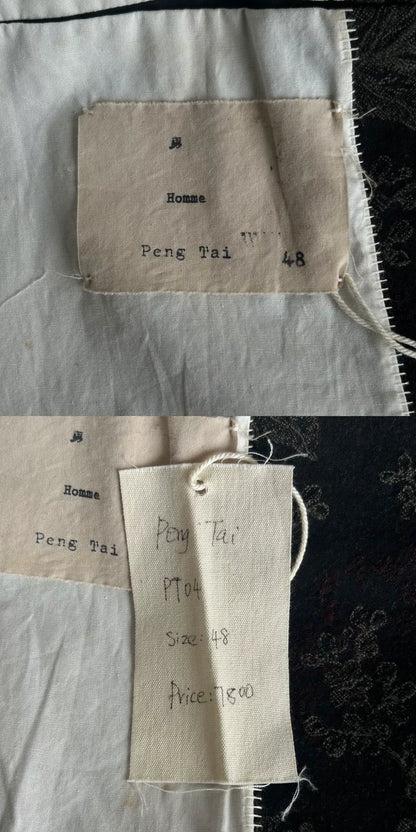 Homme
Peng Tai 48
Homme
Peng Tai
Peng Tai
PT04
Size: 48
Price: 7800